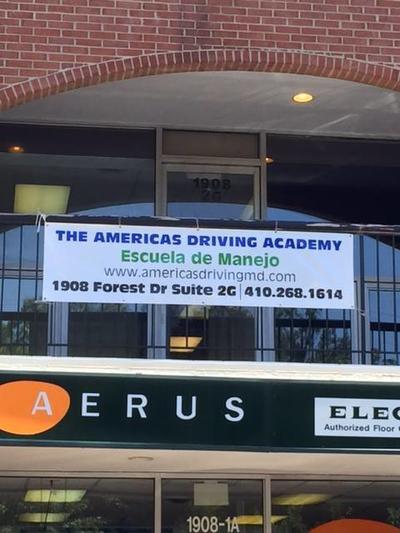 1908
2G
THE AMERICAS DRIVING ACADEMY
Escuela de Manejo
www.americasdrivingmd.com
1908 Forest Dr Suite 2G | 410.268.1614
AERUS
ELEC
Authorized Floor
1908-1A